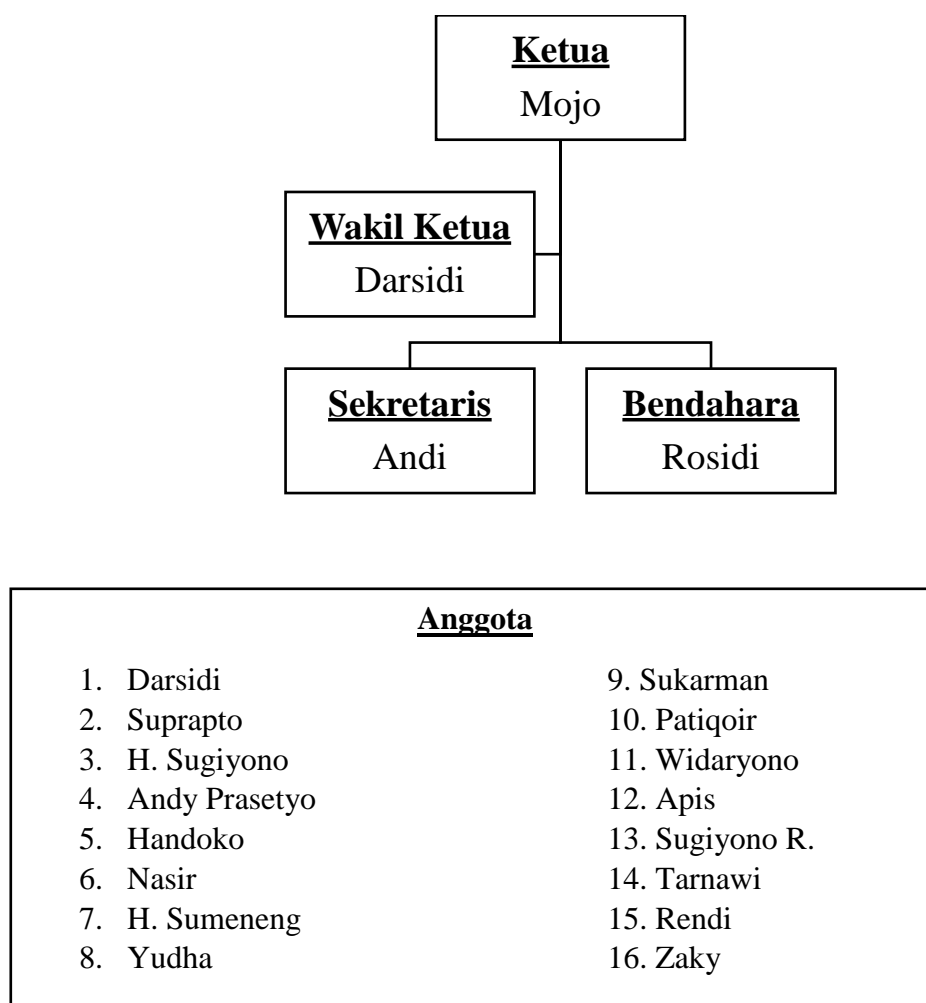 Ketua
Mojo
Wakil Ketua
Darsidi
Sekretaris
Andi
Bendahara
Rosidi
Anggota
1. Darsidi
2. Suprapto
3. H. Sugiyono
4. Andy Prasetyo
5. Handoko
6. Nasir
7. H. Sumeneng
8. Yudha
9. Sukarman
10. Patiqoir
11. Widaryono
12. Apis
13. Sugiyono R.
14. Tarnawi
15. Rendi
16. Zaky